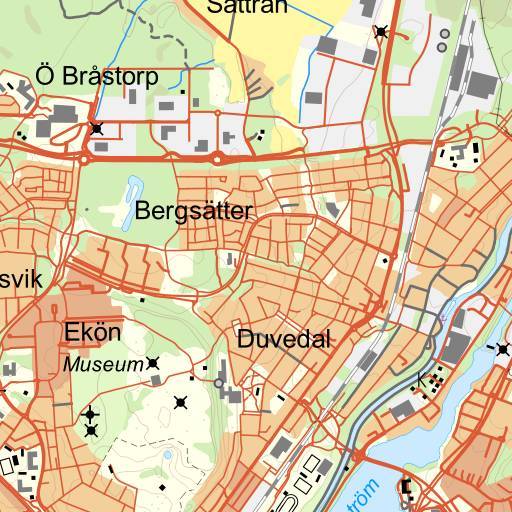 Sättran
Ö Bråstorp
Bergsätter
svik
Ekön
Duvedal
Museum
K
ström